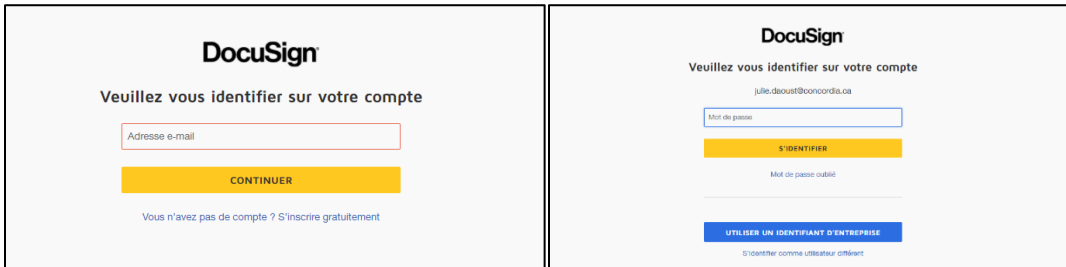 DocuSign
Veuillez vous identifier sur votre compte
Adresse e-mail
CONTINUER
Vous n'avez pas de compte ? S'inscrire gratuitement
DocuSign
Veuillez vous identifier sur votre compte
julie.daoust@concordia.ca
Mot de passe
S'IDENTIFIER
Mot de passe oublié
UTILISER UN IDENTIFIANT D'ENTREPRISE
S'identifier comme utilisateur différent